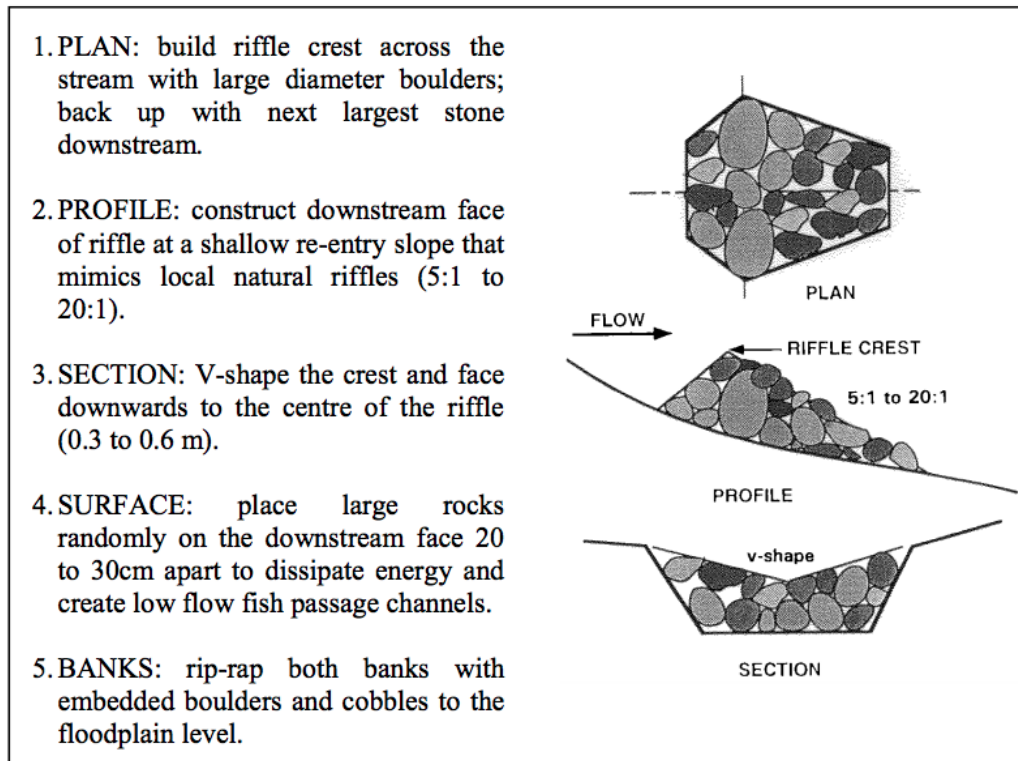 1. PLAN: build riffle crest across the
stream with large diameter boulders;
back up with next largest stone
downstream.
2. PROFILE: construct downstream face
of riffle at a shallow re-entry slope that
mimics local natural riffles (5:1 to
20:1).
3. SECTION: V-shape the crest and face
downwards to the centre of the riffle
(0.3 to 0.6 m).
4. SURFACE: place large rocks
randomly on the downstream face 20
to 30cm apart to dissipate energy and
create low flow fish passage channels.
5. BANKS: rip-rap both banks with
embedded boulders and cobbles to the
floodplain level.
PLAN
FLOW
RIFFLE CREST
5:1 to 20:1
PROFILE
v-shape
SECTION